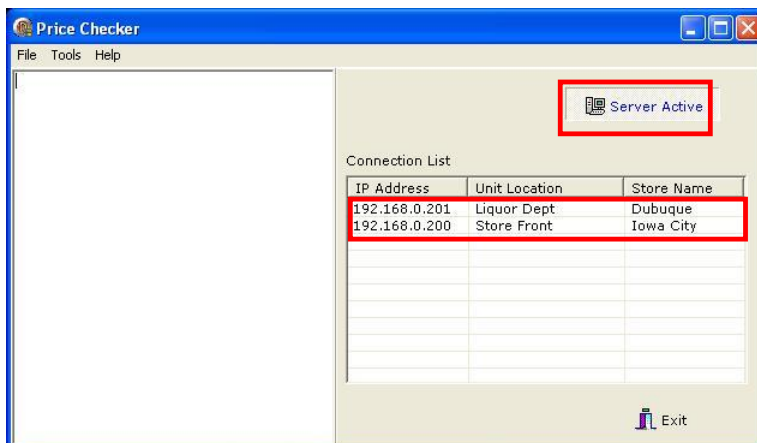 Price Checker
File Tools Help
Server Active
Connection List
IP Address Unit Location Store Name
192.168.0.201 Liquor Dept Dubuque
192.168.0.200 Store Front Iowa City
Exit